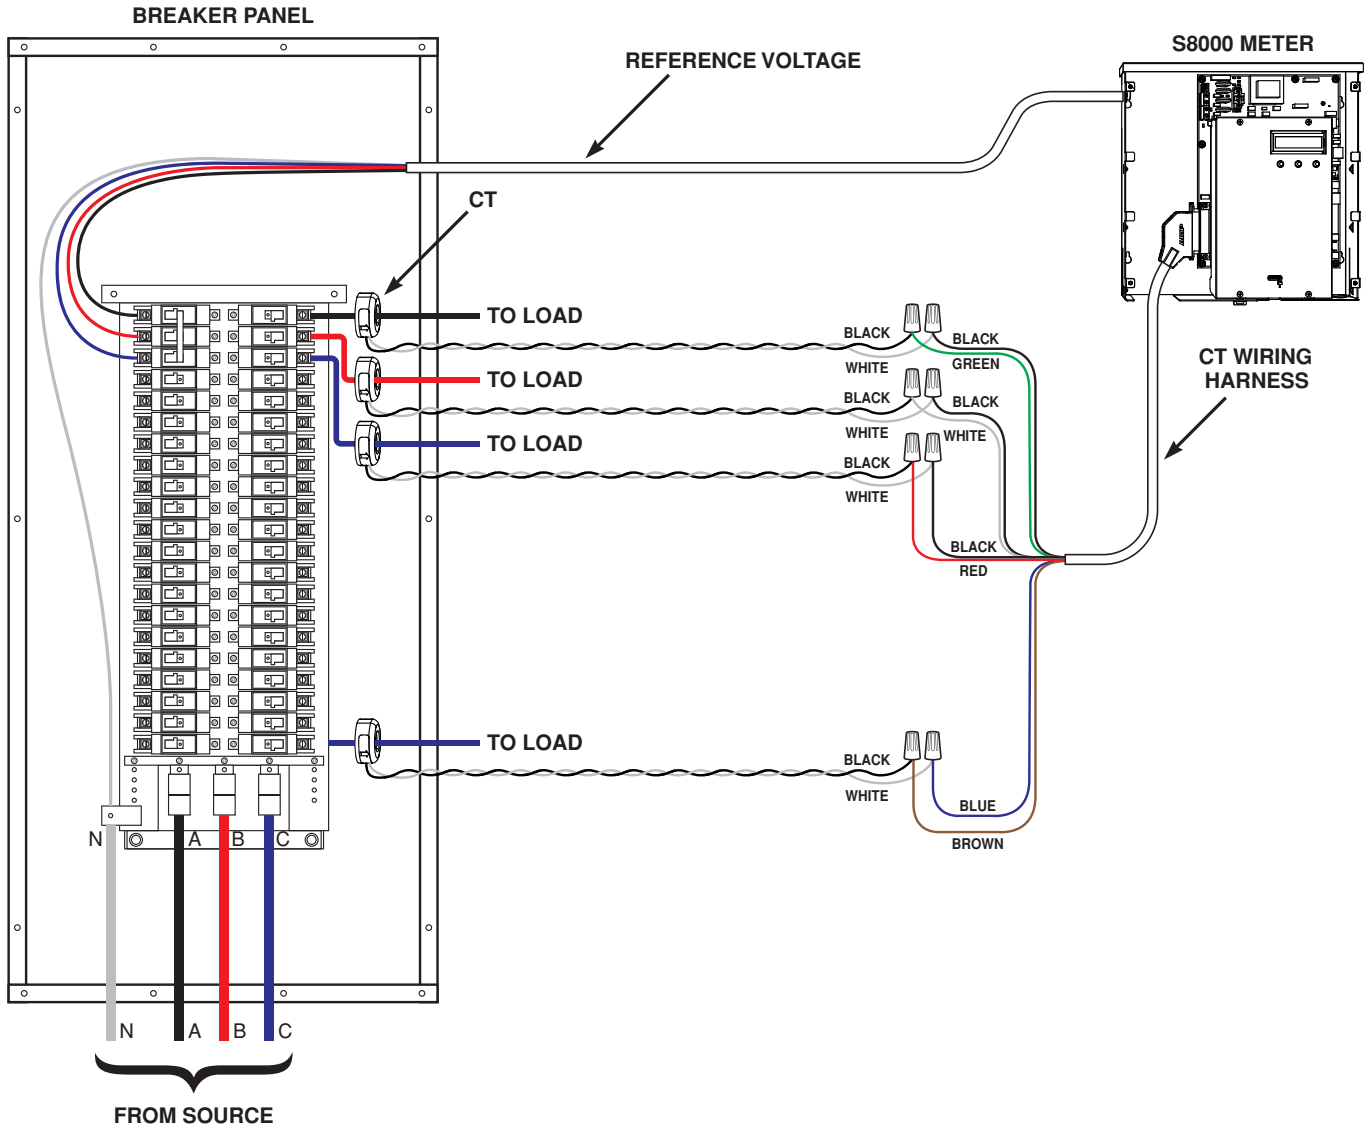 BREAKER PANEL
S8000 METER
REFERENCE VOLTAGE
CT
TO LOAD
BLACK
BLACK
WHITE
GREEN
CT WIRING
HARNESS
TO LOAD
BLACK
BLACK
WHITE
WHITE
TO LOAD
BLACK
WHITE
BLACK
RED
TO LOAD
BLACK
WHITE
BLUE
BROWN
N
A
B
C
N
A
B
C
FROM SOURCE